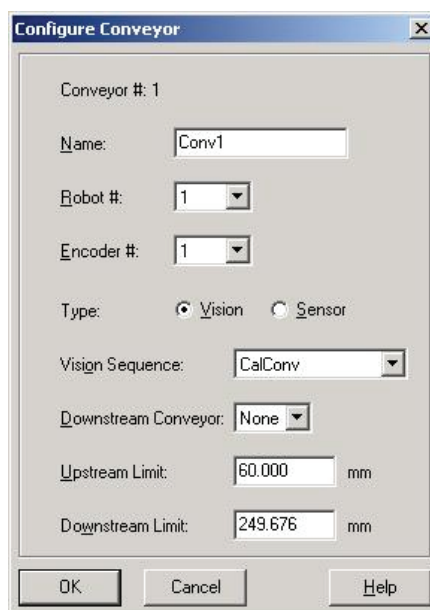 Configure Conveyor
Conveyor #: 1
Name: Conv1
Robot #: 1
Encoder #: 1
Type: Vision Sensor
Vision Sequence: CalConv
Downstream Conveyor: None
Upstream Limit: 60.000 mm
Downstream Limit: 249.676 mm
OK Cancel Help